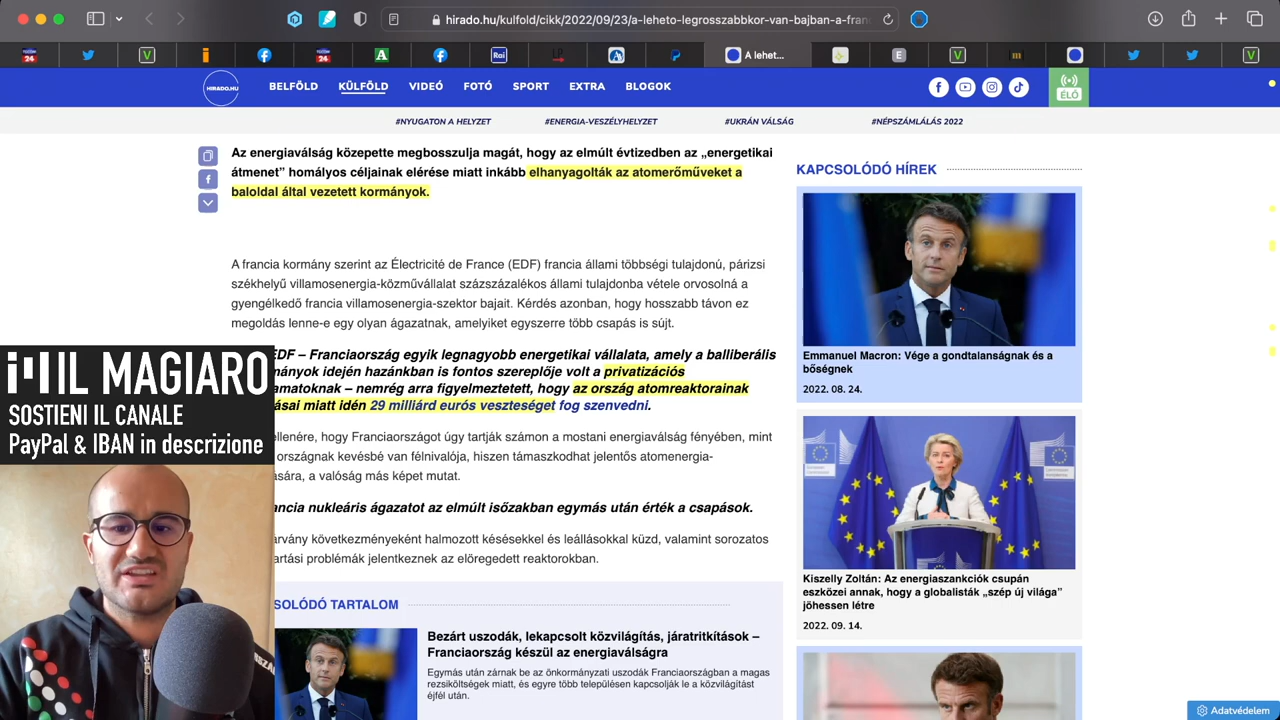 hirado.hu/kulfold/cikk/2022/09/23/a-leheto-legrosszabbkor-van-bajban-a-fran
A lehet...
HIRADO.HU
BELFÖLD
KÜLFÖLD
VIDEÓ
FOTÓ
SPORT
EXTRA
BLOGOK
ÉLŐ
#NYUGATON A HELYZET
#ENERGIA-VESZÉLYHELYZET
#UKRÁN VÁLSÁG
#NÉPSZÁMLÁLÁS 2022
Az energiaválság közepette megbosszulja magát, hogy az elmúlt évtizedben az „energetikai
átmenet” homályos céljainak elérése miatt inkább elhanyagolták az atomerőműveket a
baloldal által vezetett kormányok.
A francia kormány szerint az Électricité de France (EDF) francia állami többségi tulajdonú, párizsi
székhelyű villamosenergia-közművállalat százszázalékos állami tulajdonba vétele orvosolná a
gyengélkedő francia villamosenergia-szektor bajait. Kérdés azonban, hogy hosszabb távon ez
megoldás lenne-e egy olyan ágazatnak, amelyiket egyszerre több csapás is sújt.
EDF – Franciaország egyik legnagyobb energetikai vállalata, amely a balliberális
mányok idején hazánkban is fontos szereplője volt a privatizációs
amatoknak – nemrég arra figyelmeztetett, hogy az ország atomreaktorainak
ásai miatt idén 29 milliárd eurós veszteséget fog szenvedni.
ellenére, hogy Franciaországot úgy tartják számon a mostani energiaválság fényében, mint
országnak kevésbé van félnivalója, hiszen támaszkodhat jelentős atomenergia-
ására, a valóság más képet mutat.
ancia nukleáris ágazatot az elmúlt isőzakban egymás után érték a csapások.
arvány következményeként halmozott késésekkel és leállásokkal küzd, valamint sorozatos
artási problémák jelentkeznek az elöregedett reaktorokban.
SOLÓDÓ TARTALOM
Bezárt uszodák, lekapcsolt közvilágítás, járatritkítások –
Franciaország készül az energiaválságra
Egymás után zárnak be az önkormányzati uszodák Franciaországban a magas
rezsiköltségek miatt, és egyre több településen kapcsolják le a közvilágítást
éjfél után.
KAPCSOLÓDÓ HÍREK
Emmanuel Macron: Vége a gondtalanságnak és a
bőségnek
2022. 08. 24.
Kiszelly Zoltán: Az energiaszankciók csupán
eszközei annak, hogy a globalisták „szép új világa”
jöhessen létre
2022. 09. 14.
Adatvédelem
IL MAGIARO
SOSTIENI IL CANALE
PayPal & IBAN in descrizione